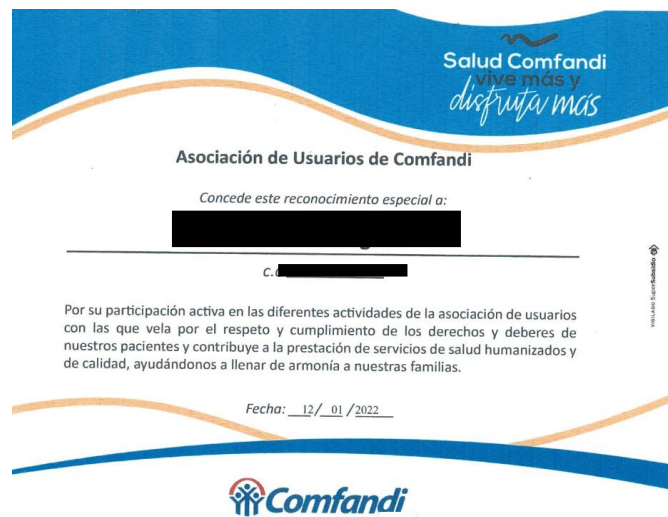 Salud Comfandi
vive más y
disfruta más
Asociación de Usuarios de Comfandi
Concede este reconocimiento especial a:
c.c
Por su participación activa en las diferentes actividades de la asociación de usuarios
con las que vela por el respeto y cumplimiento de los derechos y deberes de
nuestros pacientes y contribuye a la prestación de servicios de salud humanizados y
de calidad, ayudándonos a llenar de armonía a nuestras familias.
VIGILADO SuperSubsidio
Fecha: 12/ 01 /2022
Comfandi